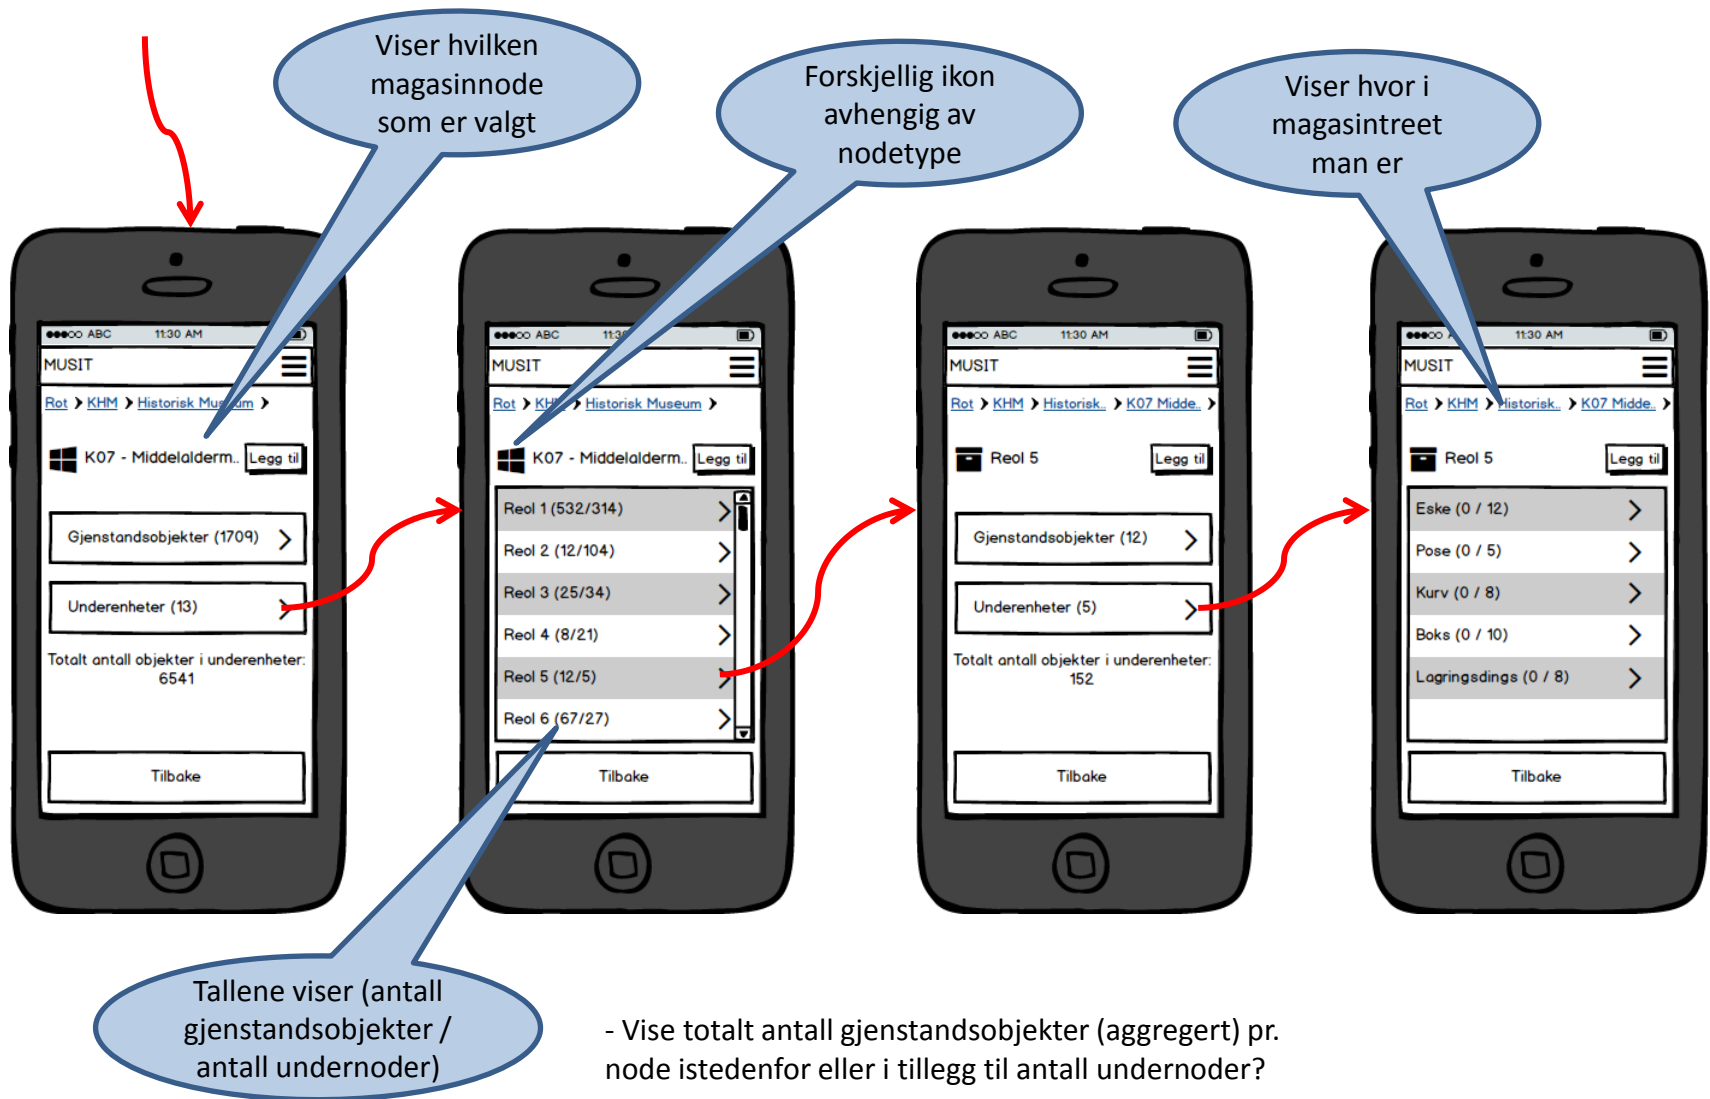 Viser hvilken
magasinnode
som er valgt
Forskjellig ikon
avhengig av
nodetype
Viser hvor i
magasintreet
man er
ABC 11:30 AM
MUSIT
Rot > KHM > Historisk Museum >
K07 - Middelalderm.. Legg til
Gjenstandsobjekter (1709)
Underenheter (13)
Totalt antall objekter i underenheter:
6541
Tilbake
ABC 11:30
MUSIT
Rot > KHM > Historisk Museum >
K07 - Middelalderm.. Legg til
Reol 1 (532/314)
Reol 2 (12/104)
Reol 3 (25/34)
Reol 4 (8/21)
Reol 5 (12/5)
Reol 6 (67/27)
Tilbake
ABC 11:30 AM
MUSIT
Rot > KHM > Historisk.. > K07 Midde.. >
Reol 5 Legg til
Gjenstandsobjekter (12)
Underenheter (5)
Totalt antall objekter i underenheter:
152
Tilbake
11:30 AM
MUSIT
Rot > KHM > Historisk.. > K07 Midde.. >
Reol 5 Legg til
Eske (0 / 12)
Pose (0 / 5)
Kurv (0 / 8)
Boks (0 / 10)
Lagringsdings (0 / 8)
Tilbake
Tallene viser (antall
gjenstandsobjekter /
antall undernoder)
- Vise totalt antall gjenstandsobjekter (aggregert) pr.
node istedenfor eller i tillegg til antall undernoder?